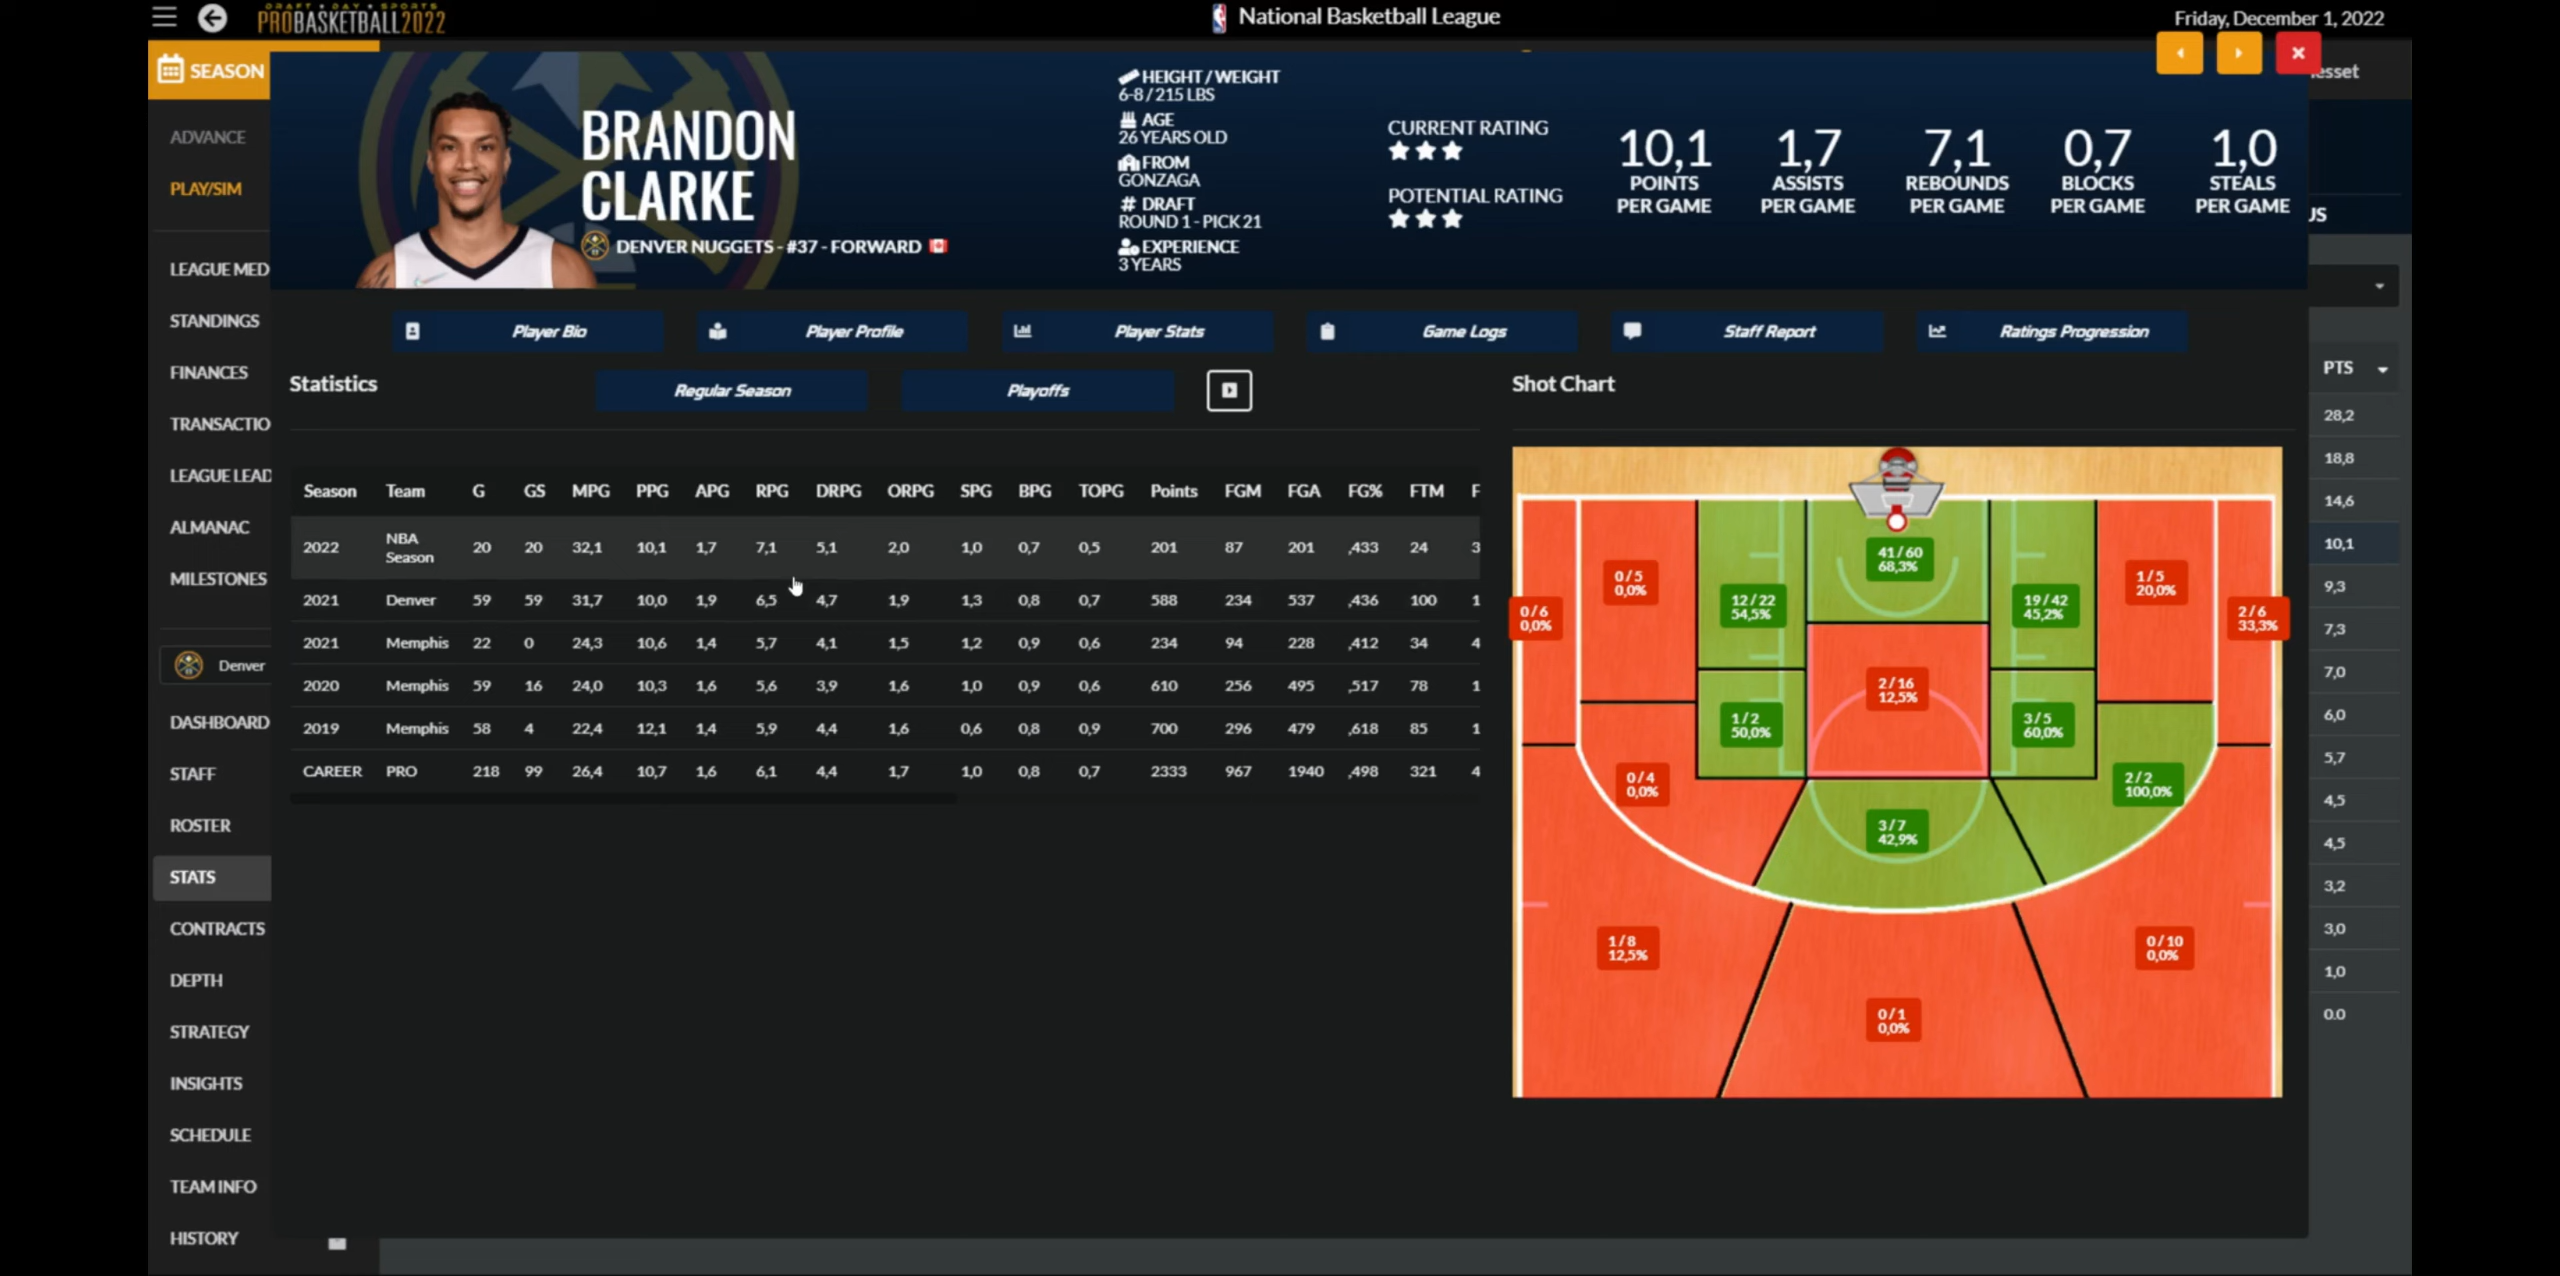 DRAFT • DAY • SPORTS
PROBASKETBALL2022
National Basketball League
Friday, December 1, 2022
SEASON
ADVANCE
PLAY/SIM
LEAGUE MED
STANDINGS
FINANCES
TRANSACTIO
LEAGUE LEAD
ALMANAC
MILESTONES
Denver
DASHBOARD
STAFF
ROSTER
STATS
CONTRACTS
DEPTH
STRATEGY
INSIGHTS
SCHEDULE
TEAM INFO
HISTORY
BRANDON
CLARKE
DENVER NUGGETS - #37 - FORWARD
HEIGHT / WEIGHT
6-8 / 215 LBS
AGE
26 YEARS OLD
FROM
GONZAGA
# DRAFT
ROUND 1 - PICK 21
EXPERIENCE
3 YEARS
CURRENT RATING
POTENTIAL RATING
10,1
POINTS
PER GAME
1,7
ASSISTS
PER GAME
7,1
REBOUNDS
PER GAME
0,7
BLOCKS
PER GAME
1,0
STEALS
PER GAME
Player Bio
Player Profile
Player Stats
Game Logs
Staff Report
Ratings Progression
Statistics
Regular Season
Playoffs
Season Team G GS MPG PPG APG RPG DRPG ORPG SPG BPG TOPG Points FGM FGA FG% FTM F
2022 NBA Season 20 20 32,1 10,1 1,7 7,1 5,1 2,0 1,0 0,7 0,5 201 87 201 ,433 24 3
2021 Denver 59 59 31,7 10,0 1,9 6,5 4,7 1,9 1,3 0,8 0,7 588 234 537 ,436 100 1
2021 Memphis 22 0 24,3 10,6 1,4 5,7 4,1 1,5 1,2 0,9 0,6 234 94 228 ,412 34 4
2020 Memphis 59 16 24,0 10,3 1,6 5,6 3,9 1,6 1,0 0,9 0,6 610 256 495 ,517 78 1
2019 Memphis 58 4 22,4 12,1 1,4 5,9 4,4 1,6 0,6 0,8 0,9 700 296 479 ,618 85 1
CAREER PRO 218 99 26,4 10,7 1,6 6,1 4,4 1,7 1,0 0,8 0,7 2333 967 1940 ,498 321 4
Shot Chart
41 / 60
68,3%
0 / 5
0,0%
1 / 5
20,0%
12 / 22
54,5%
19 / 42
45,2%
0 / 6
0,0%
2 / 6
33,3%
2 / 16
12,5%
1 / 2
50,0%
3 / 5
60,0%
0 / 4
0,0%
2 / 2
100,0%
3 / 7
42,9%
1 / 8
12,5%
0 / 10
0,0%
0 / 1
0,0%
esset
US
PTS
28,2
18,8
14,6
10,1
9,3
7,3
7,0
6,0
5,7
4,5
4,5
3,2
3,0
1,0
0.0